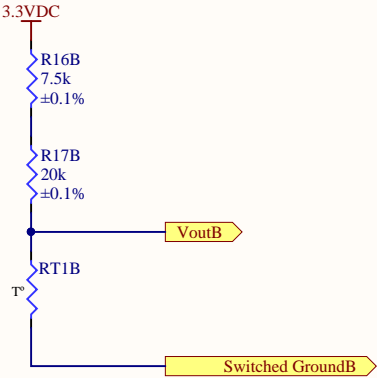 3.3VDC
R16B
7.5k
±0.1%
R17B
20k
±0.1%
VoutB
RT1B
T°
Switched GroundB